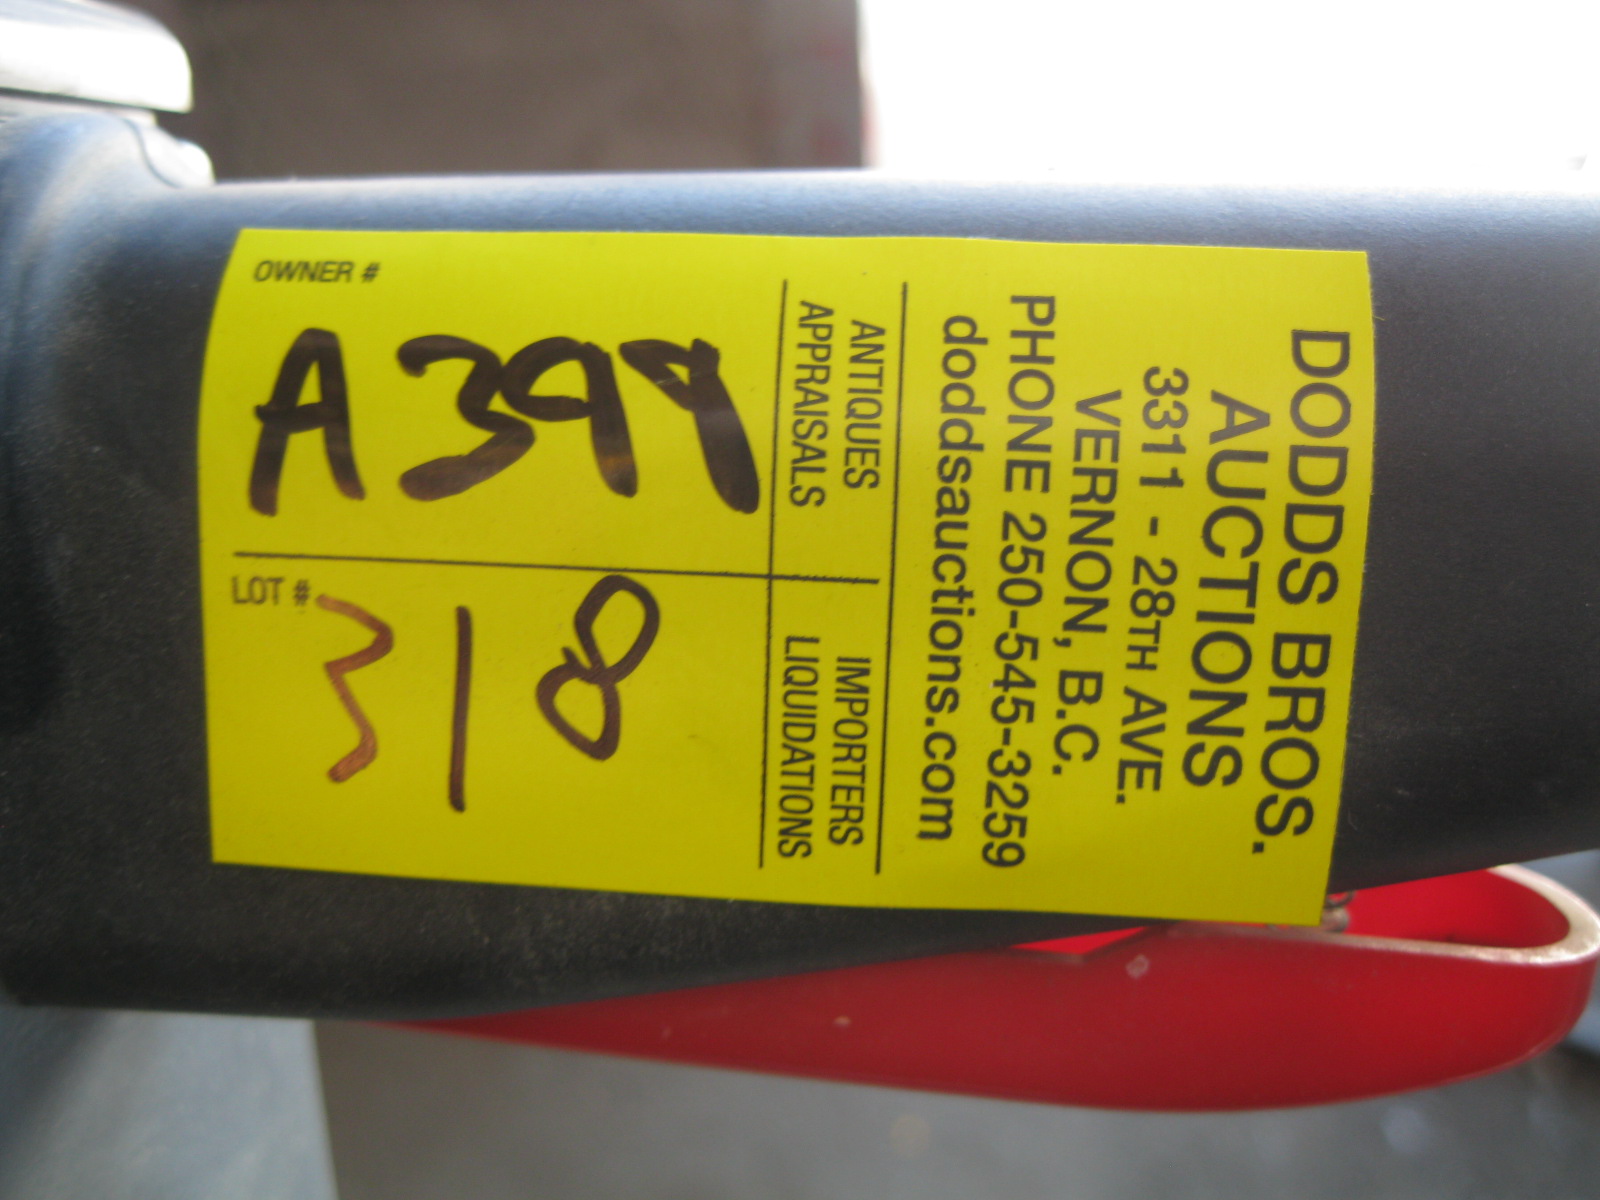 DODDS BROS.
AUCTIONS
3311 - 28TH AVE.
VERNON, B.C.
PHONE 250-545-3259
doddsauctions.com
ANTIQUES
APPRAISALS
IMPORTERS
LIQUIDATIONS
OWNER #
A399
LOT #
318